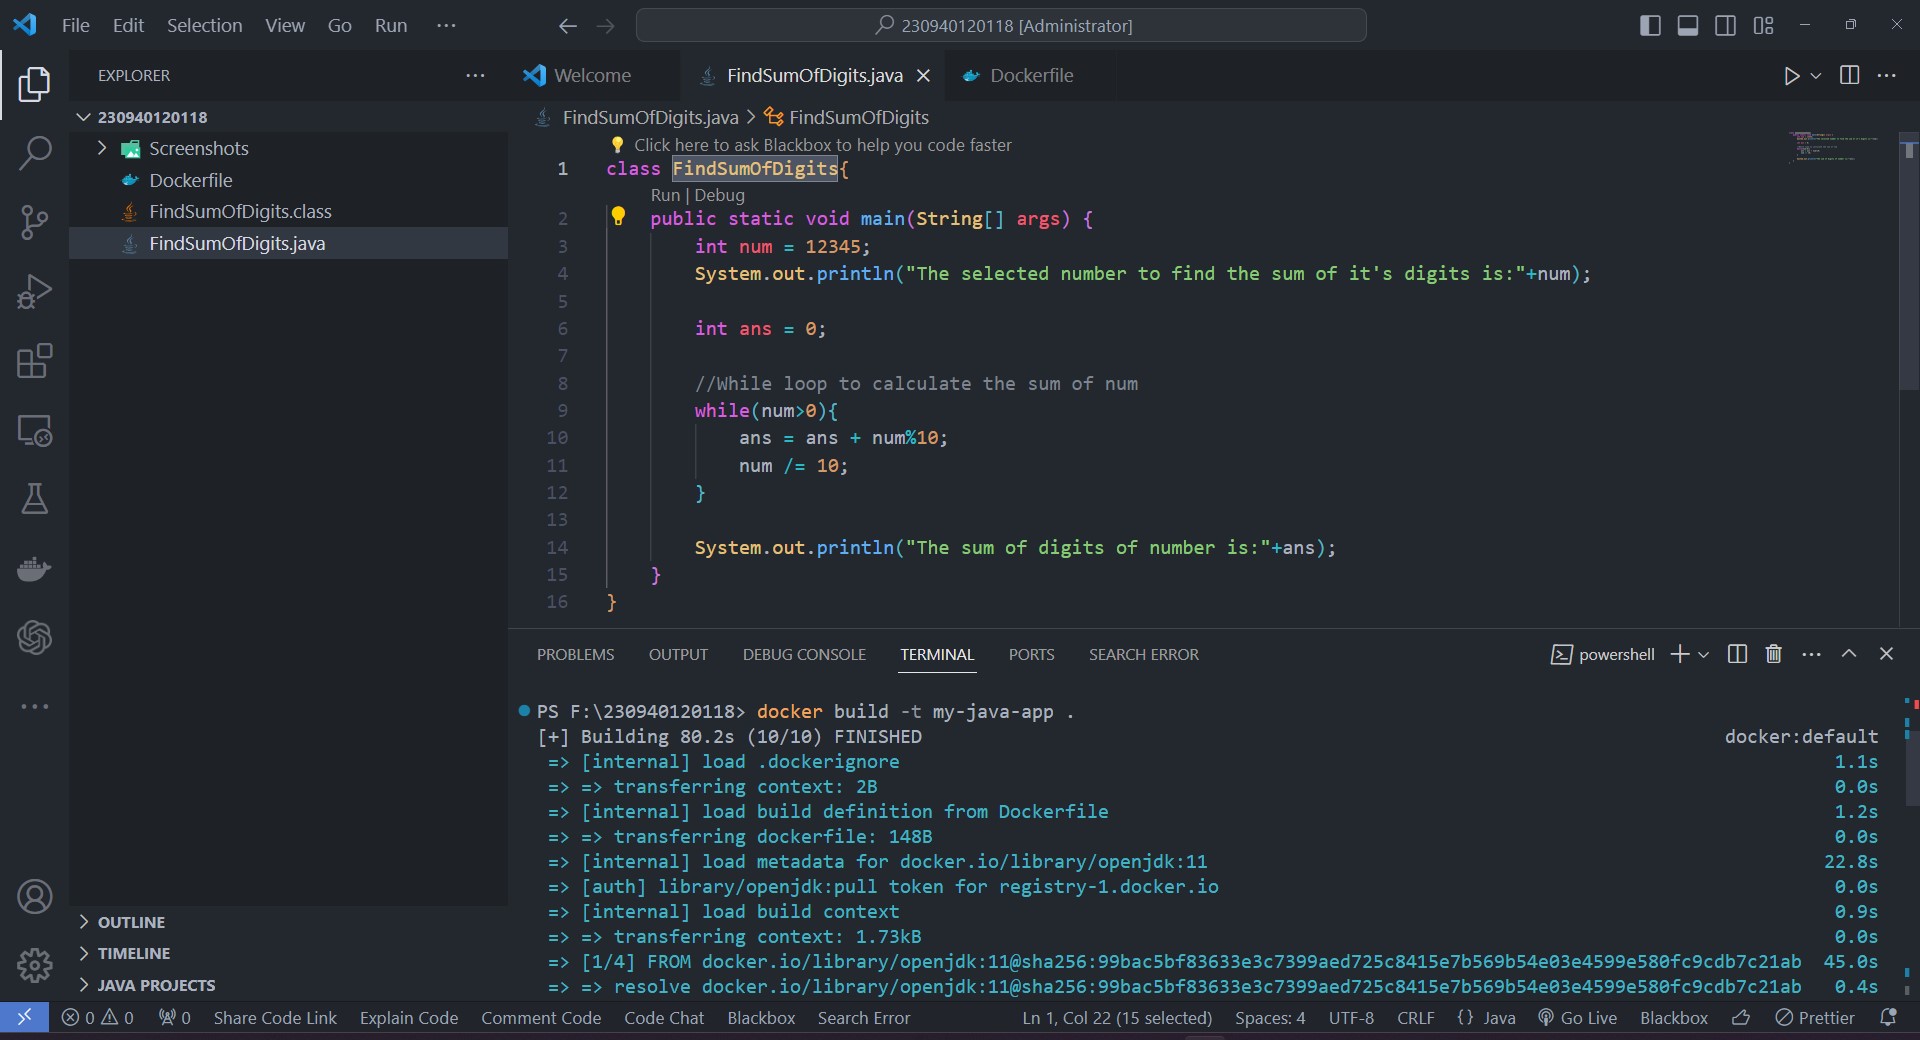 File Edit Selection View Go Run ···
230940120118 [Administrator]
EXPLORER
Welcome
FindSumOfDigits.java
Dockerfile
230940120118
Screenshots
Dockerfile
FindSumOfDigits.class
FindSumOfDigits.java
OUTLINE
TIMELINE
JAVA PROJECTS
FindSumOfDigits.java > FindSumOfDigits
Click here to ask Blackbox to help you code faster
1 class FindSumOfDigits{
Run | Debug
2 public static void main(String[] args) {
3 int num = 12345;
4 System.out.println("The selected number to find the sum of it's digits is:"+num);
5
6 int ans = 0;
7
8 //While loop to calculate the sum of num
9 while(num>0){
10 ans = ans + num%10;
11 num /= 10;
12 }
13
14 System.out.println("The sum of digits of number is:"+ans);
15 }
16 }
PROBLEMS OUTPUT DEBUG CONSOLE TERMINAL PORTS SEARCH ERROR
powershell
PS F:\230940120118> docker build -t my-java-app .
[+] Building 80.2s (10/10) FINISHED docker:default
=> [internal] load .dockerignore 1.1s
=> => transferring context: 2B 0.0s
=> [internal] load build definition from Dockerfile 1.2s
=> => transferring dockerfile: 148B 0.0s
=> [internal] load metadata for docker.io/library/openjdk:11 22.8s
=> [auth] library/openjdk:pull token for registry-1.docker.io 0.0s
=> [internal] load build context 0.9s
=> => transferring context: 1.73kB 0.0s
=> [1/4] FROM docker.io/library/openjdk:11@sha256:99bac5bf83633e3c7399aed725c8415e7b569b54e03e4599e580fc9cdb7c21ab 45.0s
=> => resolve docker.io/library/openjdk:11@sha256:99bac5bf83633e3c7399aed725c8415e7b569b54e03e4599e580fc9cdb7c21ab 0.4s
0 0 0 Share Code Link Explain Code Comment Code Code Chat Blackbox Search Error Ln 1, Col 22 (15 selected) Spaces: 4 UTF-8 CRLF {} Java Go Live Blackbox Prettier